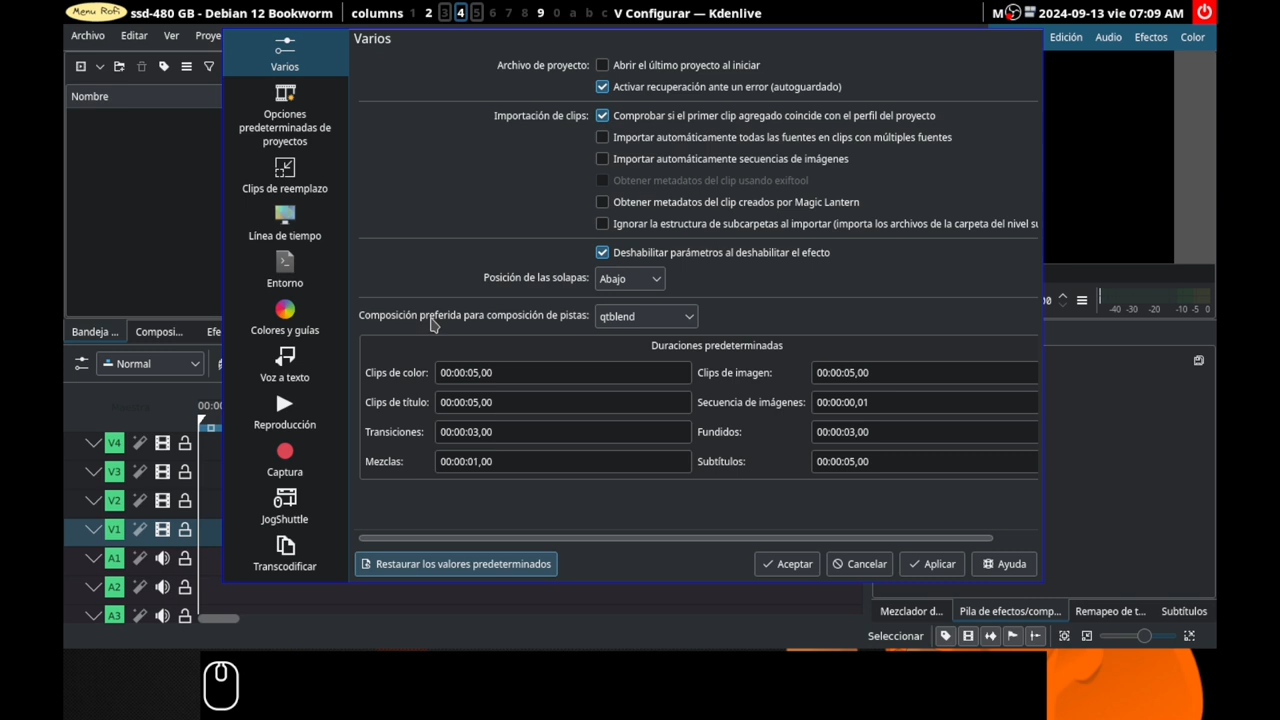 Menu Rofi ssd-480 GB - Debian 12 Bookworm columns 1 2 3 4 5 6 7 8 9 0 a b c V Configurar — Kdenlive 2024-09-13 vie 07:09 AM
Archivo Editar Ver Proye
Edición Audio Efectos Color
Nombre
Bandeja ... Composi... Efe
Normal
00:00
V4
V3
V2
V1
A1
A2
A3
Varios
Opciones
predeterminadas de
proyectos
Clips de reemplazo
Línea de tiempo
Entorno
Colores y guías
Voz a texto
Reproducción
Captura
JogShuttle
Transcodificar
Varios
Archivo de proyecto: Abrir el último proyecto al iniciar
Activar recuperación ante un error (autoguardado)
Importación de clips: Comprobar si el primer clip agregado coincide con el perfil del proyecto
Importar automáticamente todas las fuentes en clips con múltiples fuentes
Importar automáticamente secuencias de imágenes
Obtener metadatos del clip usando exiftool
Obtener metadatos del clip creados por Magic Lantern
Ignorar la estructura de subcarpetas al importar (importa los archivos de la carpeta del nivel su
Deshabilitar parámetros al deshabilitar el efecto
Posición de las solapas: Abajo
Composición preferida para composición de pistas: qtblend
Duraciones predeterminadas
Clips de color: 00:00:05,00 Clips de imagen: 00:00:05,00
Clips de título: 00:00:05,00 Secuencia de imágenes: 00:00:00,01
Transiciones: 00:00:03,00 Fundidos: 00:00:03,00
Mezclas: 00:00:01,00 Subtítulos: 00:00:05,00
Restaurar los valores predeterminados Aceptar Cancelar Aplicar Ayuda
-40 -30 -20 -10 -5 0
Mezclador d... Pila de efectos/comp... Remapeo de t... Subtítulos
Seleccionar